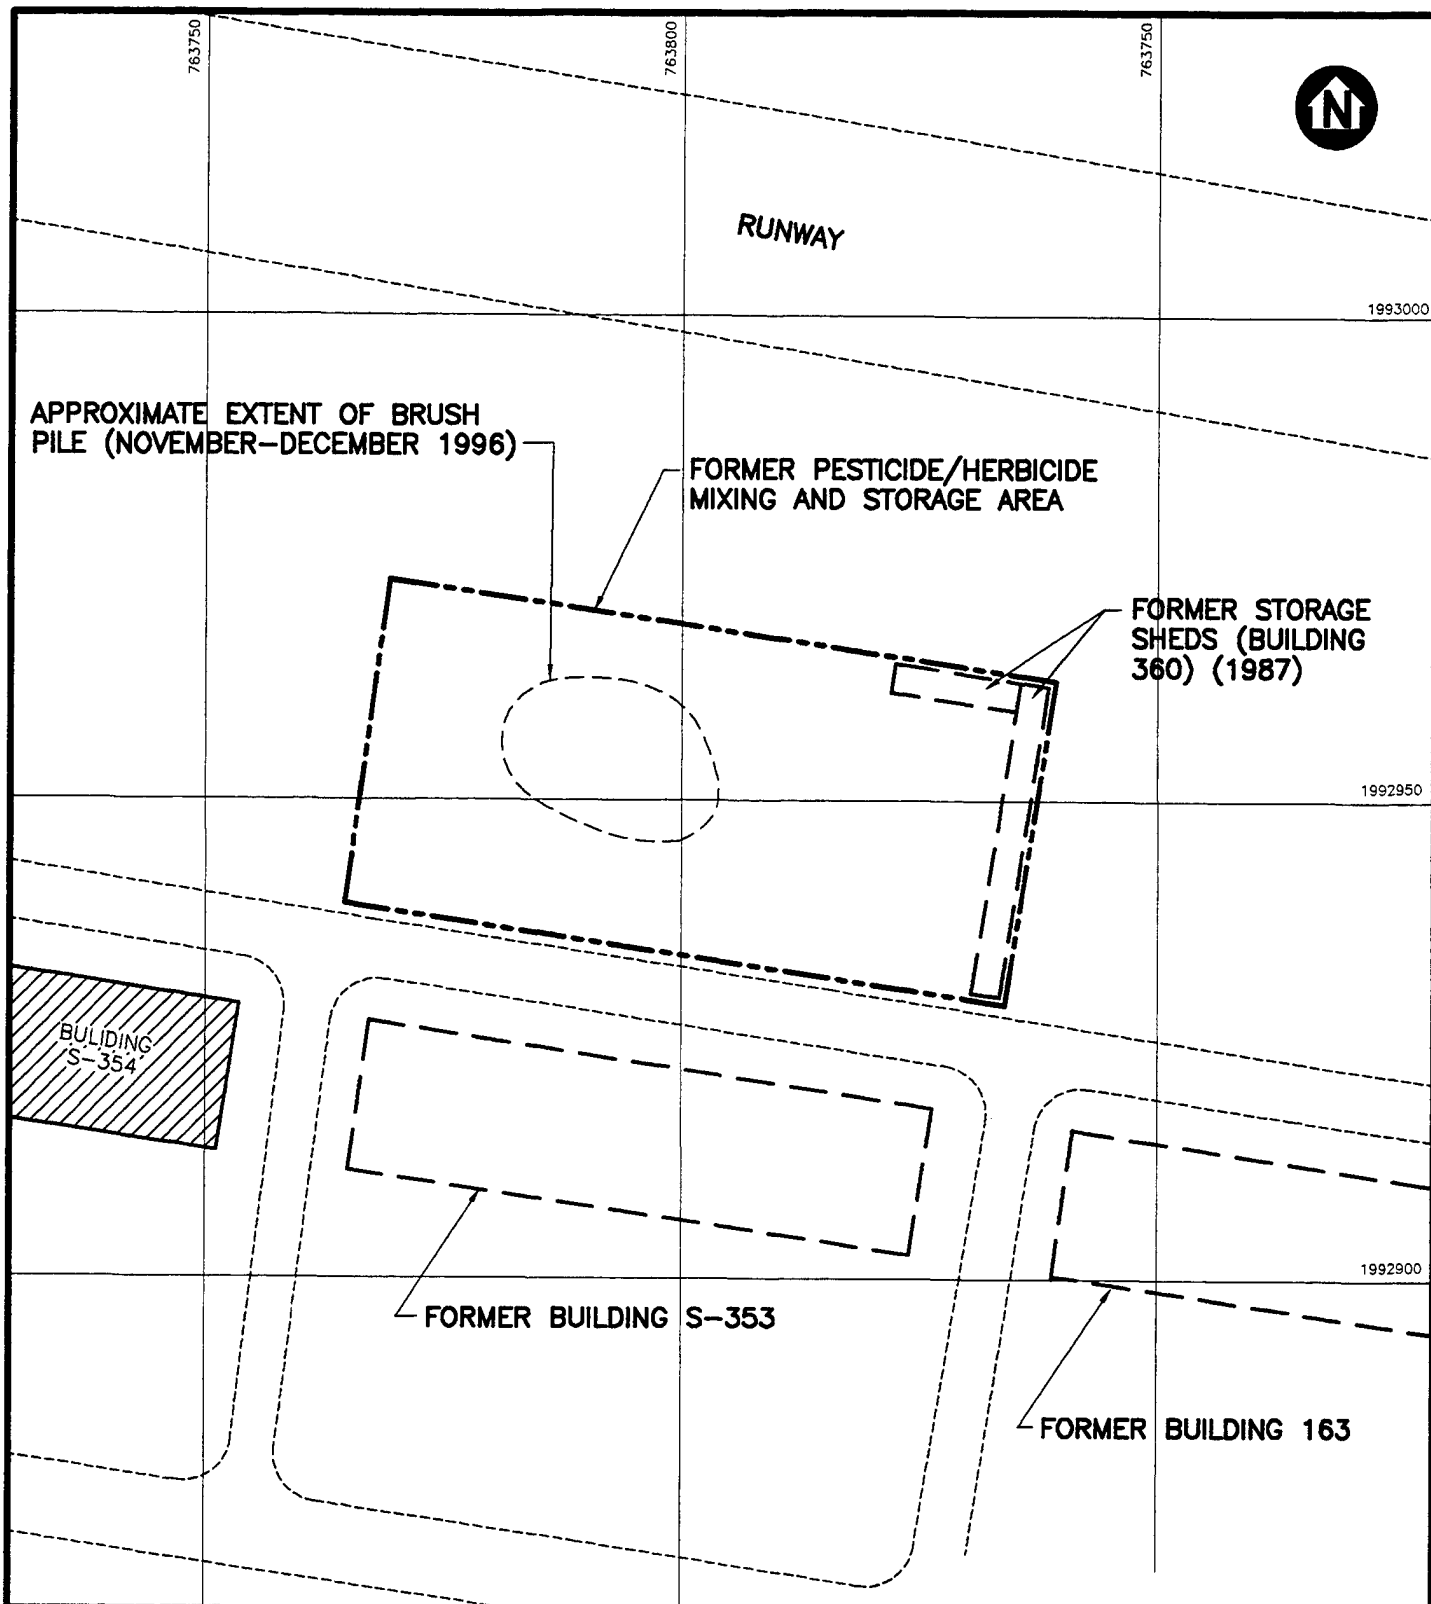 763750
763800
763750
N
RUNWAY
1993000
APPROXIMATE EXTENT OF BRUSH
PILE (NOVEMBER-DECEMBER 1996)
FORMER PESTICIDE/HERBICIDE
MIXING AND STORAGE AREA
FORMER STORAGE
SHEDS (BUILDING
360) (1987)
1992950
BULIDING
S-354
1992900
FORMER BUILDING S-353
FORMER BUILDING 163